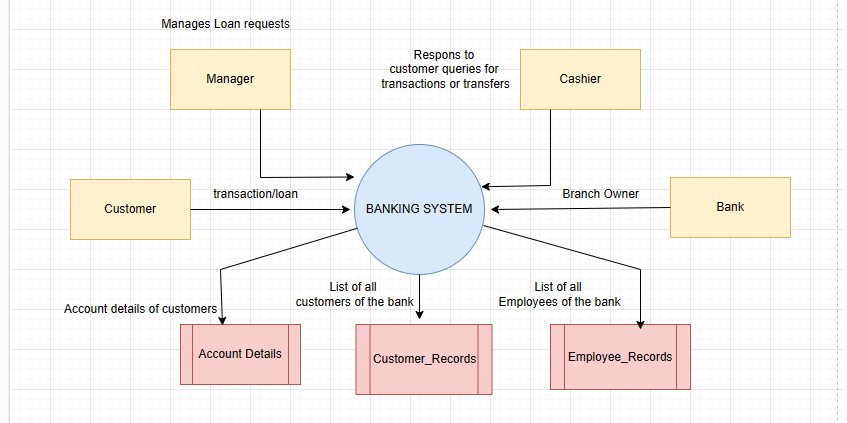 Manages Loan requests
Manager
Respons to
customer queries for
transactions or transfers
Cashier
Customer
transaction/loan
BANKING SYSTEM
Branch Owner
Bank
Account details of customers
List of all
customers of the bank
List of all
Employees of the bank
Account Details
Customer_Records
Employee_Records